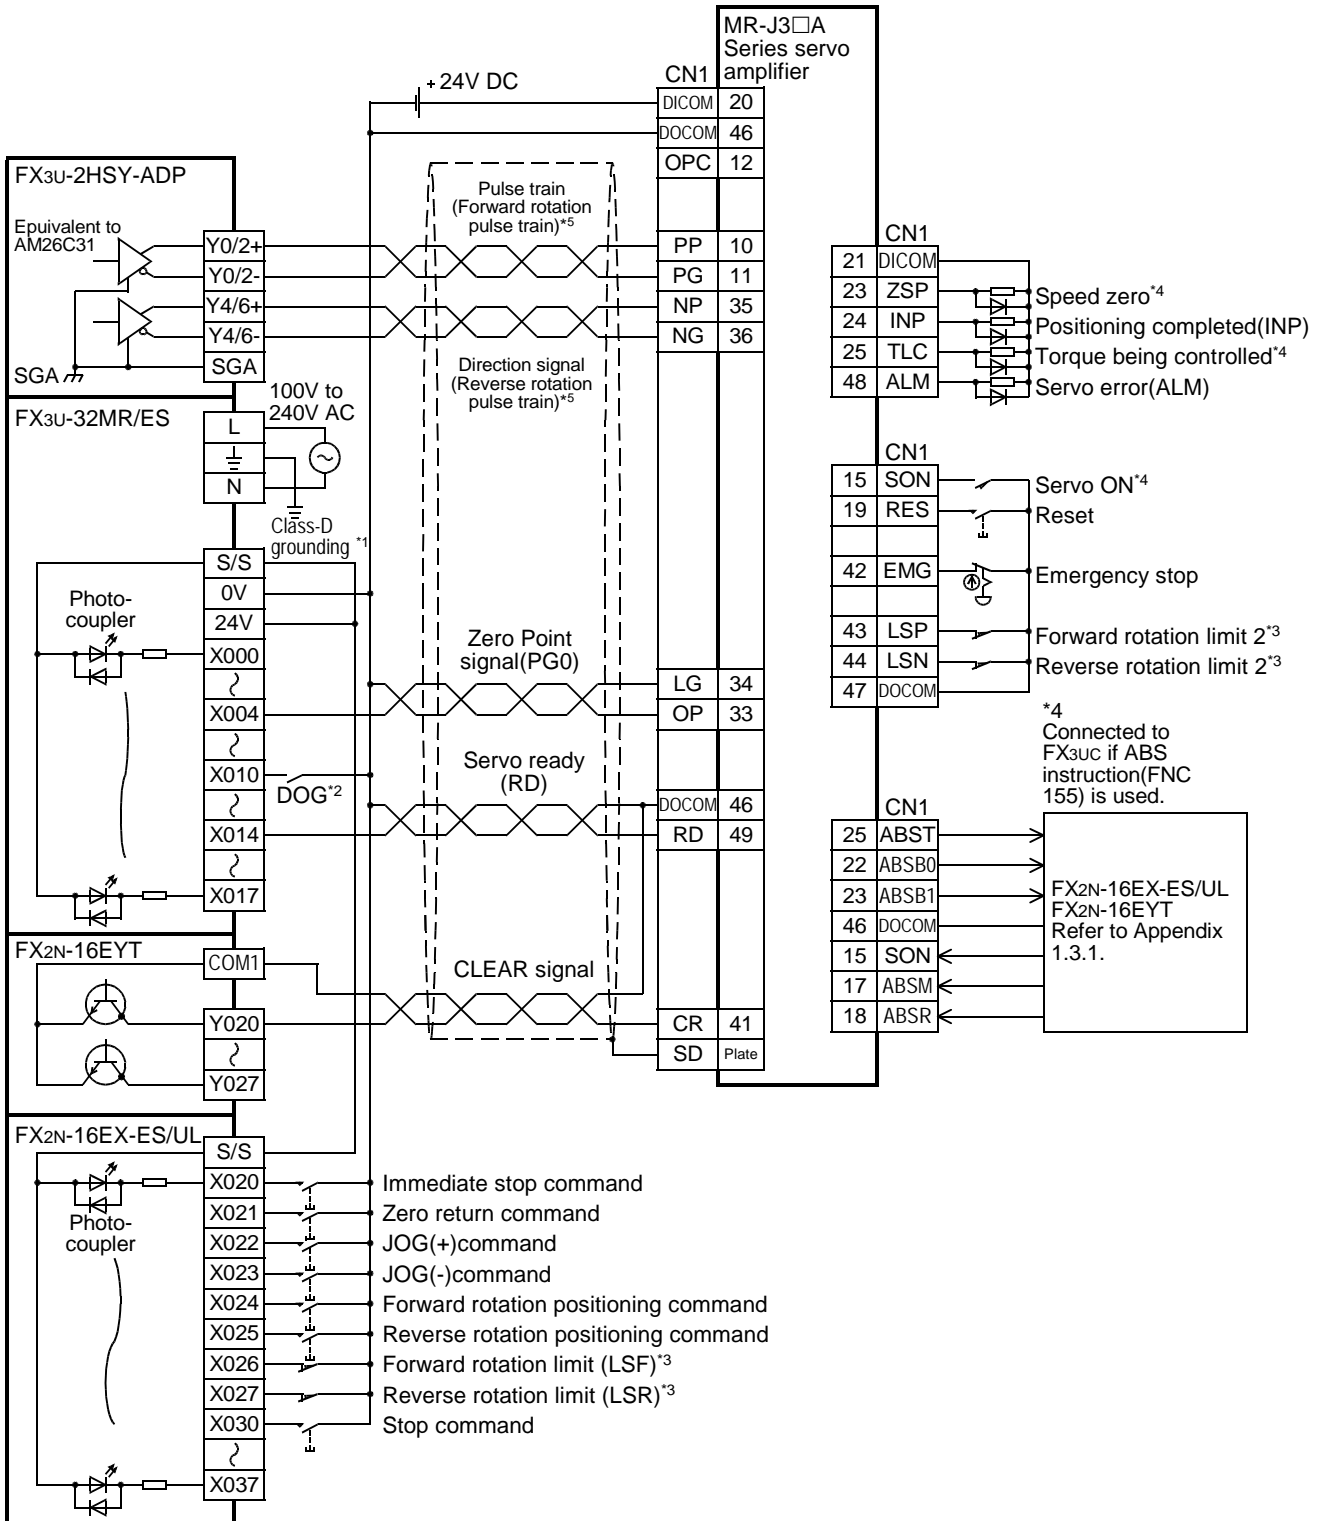 MR-J3□A
Series servo
amplifier
CN1
+24V DC
DICOM 20
DOCOM 46
OPC 12
FX3U-2HSY-ADP
Epuivalent to
AM26C31
Y0/2+
Y0/2-
Y4/6+
Y4/6-
SGA
SGA
Pulse train
(Forward rotation
pulse train)*5
PP 10
PG 11
NP 35
NG 36
Direction signal
(Reverse rotation
pulse train)*5
CN1
21 DICOM
23 ZSP Speed zero*4
24 INP Positioning completed(INP)
25 TLC Torque being controlled*4
48 ALM Servo error(ALM)
FX3U-32MR/ES
100V to
240V AC
L
N
Class-D
grounding *1
S/S
0V
24V
X000
X004
X010
X014
X017
Photo-
coupler
DOG*2
Zero Point
signal(PG0)
LG 34
OP 33
Servo ready
(RD)
DOCOM 46
RD 49
CN1
15 SON Servo ON*4
19 RES Reset
42 EMG Emergency stop
43 LSP Forward rotation limit 2*3
44 LSN Reverse rotation limit 2*3
47 DOCOM
*4
Connected to
FX3UC if ABS
instruction(FNC
155) is used.
CN1
25 ABST
22 ABSB0
23 ABSB1
46 DOCOM
15 SON
17 ABSM
18 ABSR
FX2N-16EX-ES/UL
FX2N-16EYT
Refer to Appendix
1.3.1.
FX2N-16EYT
COM1
Y020
Y027
CLEAR signal
CR 41
SD Plate
FX2N-16EX-ES/UL
Photo-
coupler
S/S
X020 Immediate stop command
X021 Zero return command
X022 JOG(+)command
X023 JOG(-)command
X024 Forward rotation positioning command
X025 Reverse rotation positioning command
X026 Forward rotation limit (LSF)*3
X027 Reverse rotation limit (LSR)*3
X030 Stop command
X037